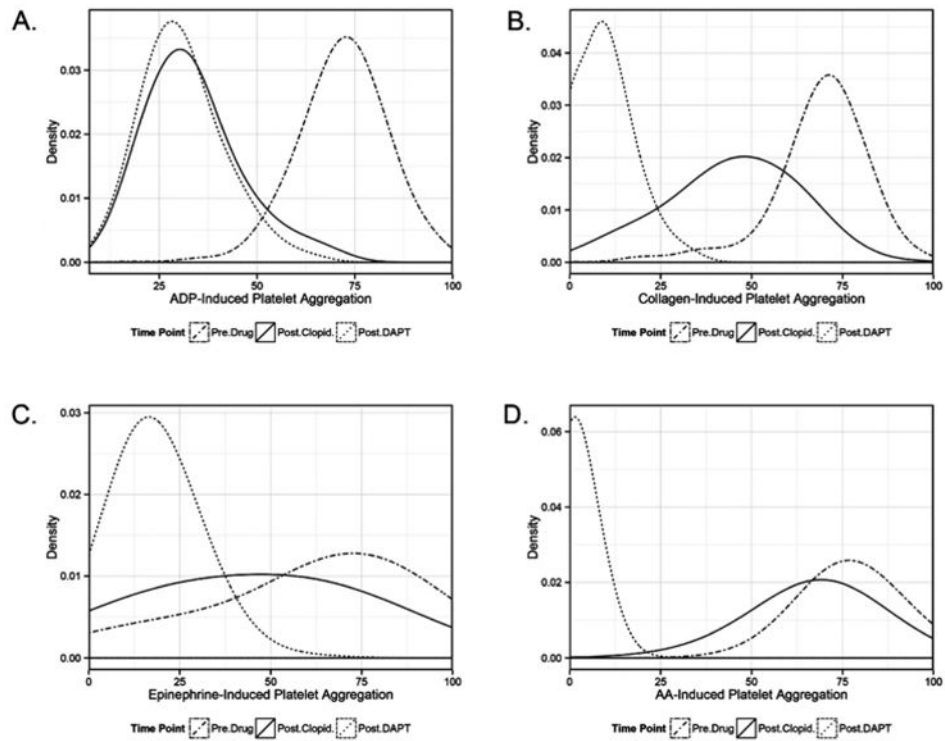 A.
Density
0.03
0.02
0.01
0.00
25 50 75 100
ADP-Induced Platelet Aggregation
Time Point Pre.Drug Post.Clopid. Post.DAPT
B.
Density
0.04
0.03
0.02
0.01
0.00
0 25 50 75 100
Collagen-Induced Platelet Aggregation
Time Point Pre.Drug Post.Clopid. Post.DAPT
C.
Density
0.03
0.02
0.01
0.00
0 25 50 75 100
Epinephrine-Induced Platelet Aggregation
Time Point Pre.Drug Post.Clopid. Post.DAPT
D.
Density
0.06
0.04
0.02
0.00
0 25 50 75 100
AA-Induced Platelet Aggregation
Time Point Pre.Drug Post.Clopid. Post.DAPT